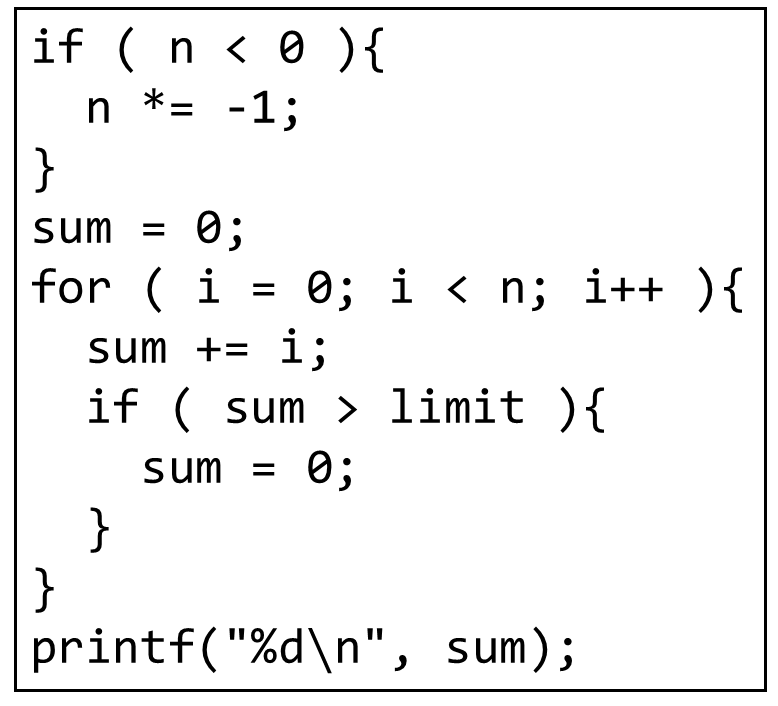 if ( n < 0 ){
  n *= -1;
}
sum = 0;
for ( i = 0; i < n; i++ ){
  sum += i;
  if ( sum > limit ){
    sum = 0;
  }
}
printf("%d\n", sum);